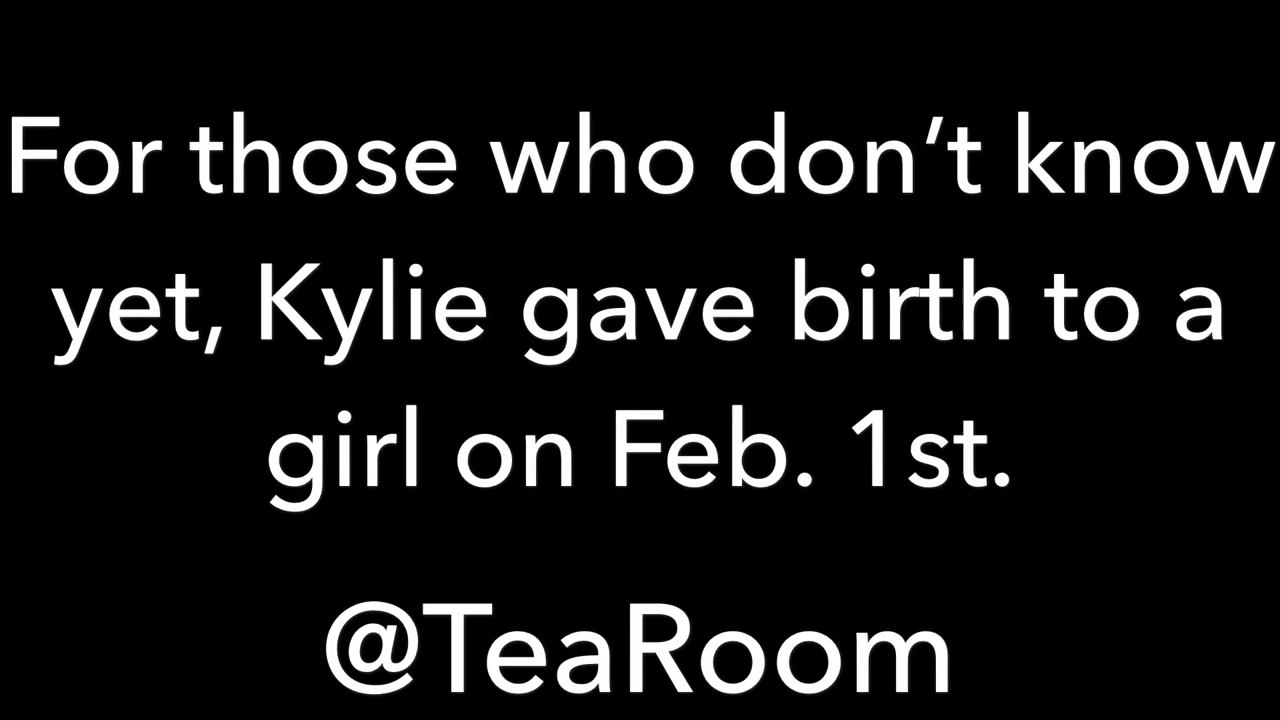 For those who don’t know
yet, Kylie gave birth to a
girl on Feb. 1st.
@TeaRoom